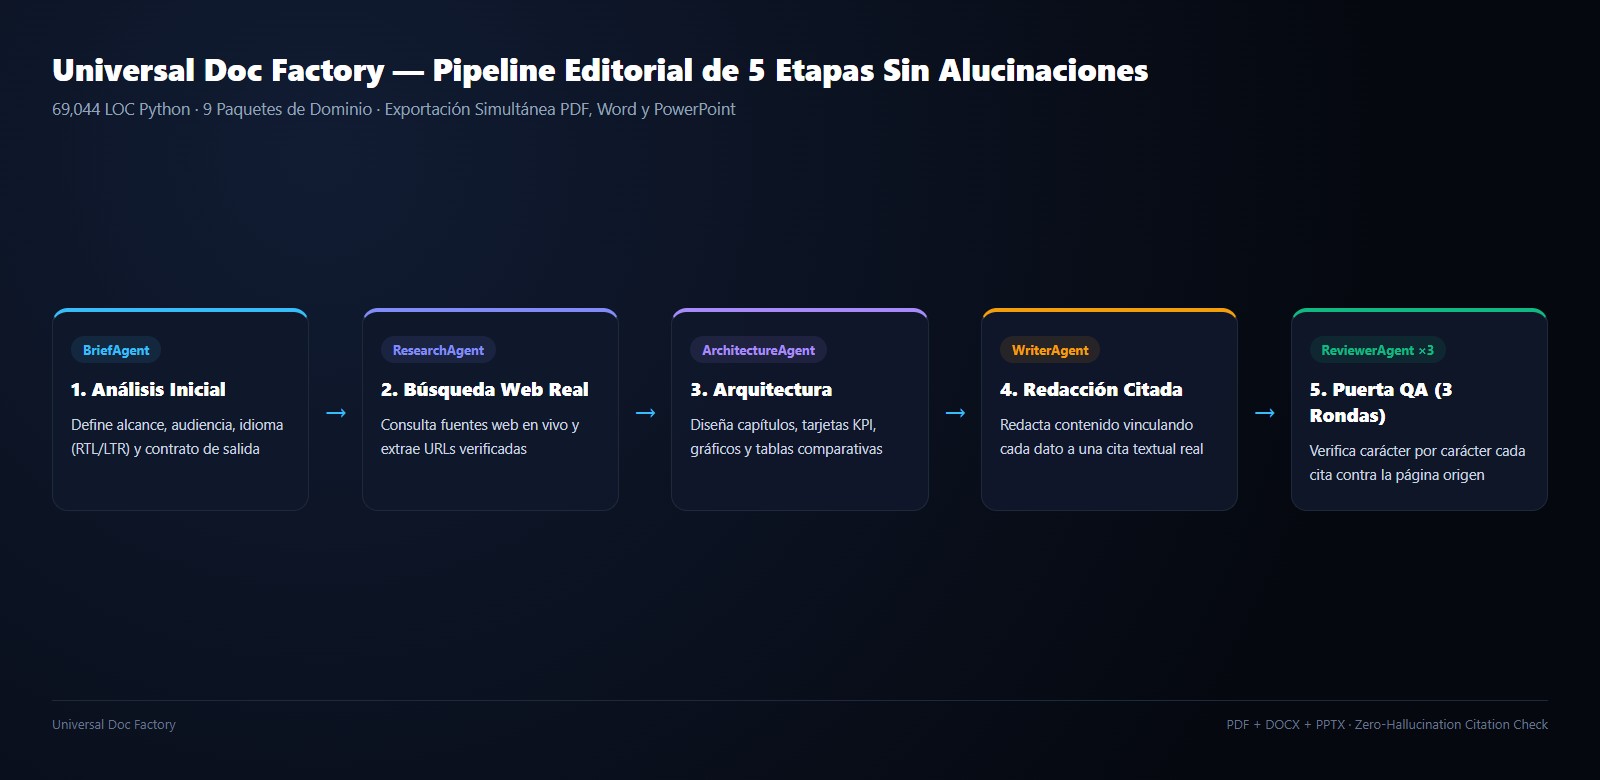 Universal Doc Factory — Pipeline Editorial de 5 Etapas Sin Alucinaciones
69,044 LOC Python · 9 Paquetes de Dominio · Exportación Simultánea PDF, Word y PowerPoint
BriefAgent
1. Análisis Inicial
Define alcance, audiencia, idioma
(RTL/LTR) y contrato de salida
→
ResearchAgent
2. Búsqueda Web Real
Consulta fuentes web en vivo y
extrae URLs verificadas
→
ArchitectureAgent
3. Arquitectura
Diseña capítulos, tarjetas KPI,
gráficos y tablas comparativas
→
WriterAgent
4. Redacción Citada
Redacta contenido vinculando
cada dato a una cita textual real
→
ReviewerAgent ×3
5. Puerta QA (3
Rondas)
Verifica carácter por carácter cada
cita contra la página origen
Universal Doc Factory
PDF + DOCX + PPTX · Zero-Hallucination Citation Check